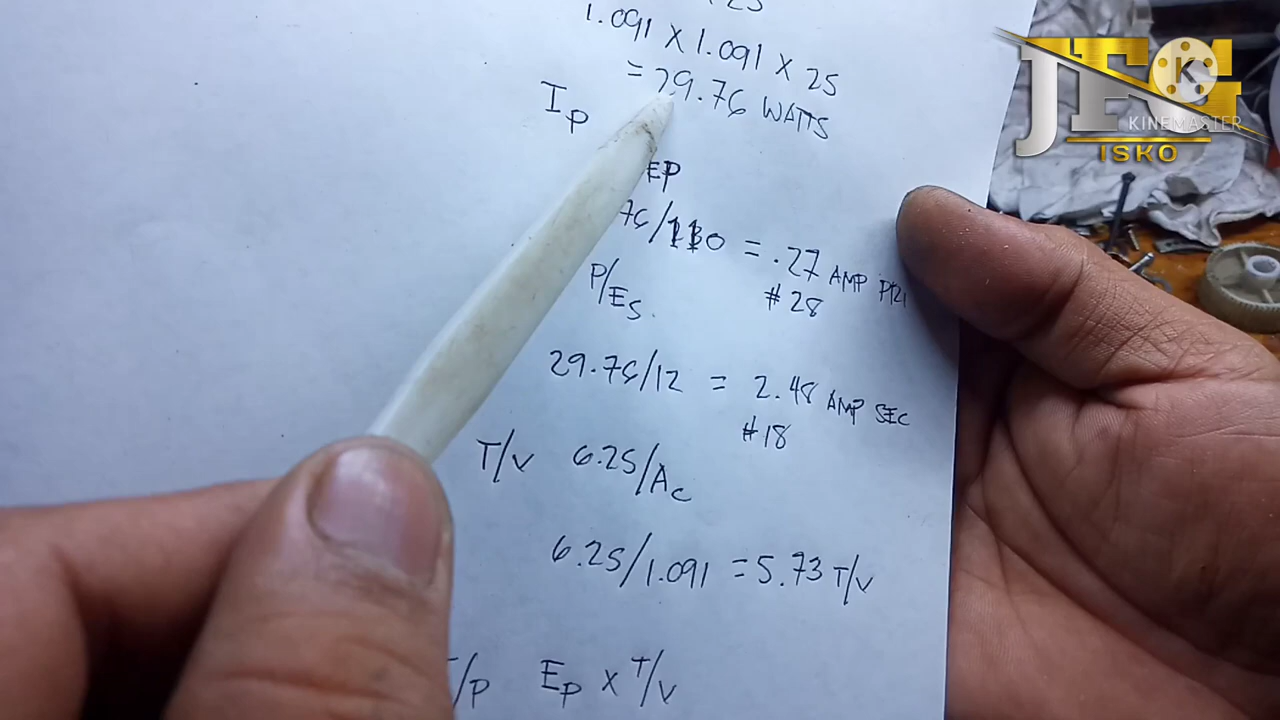 1.091 x 1.091 x 25
= 29.76 WATTS
Ip
EP
76/110 = .27 AMP PRI
#28
P/Es.
29.76/12 = 2.48 AMP SEC
#18
T/V 6.25/Ac
6.25/1.091 = 5.73 T/V
/P Ep x T/V
JFG
K
KINEMASTER
ISKO